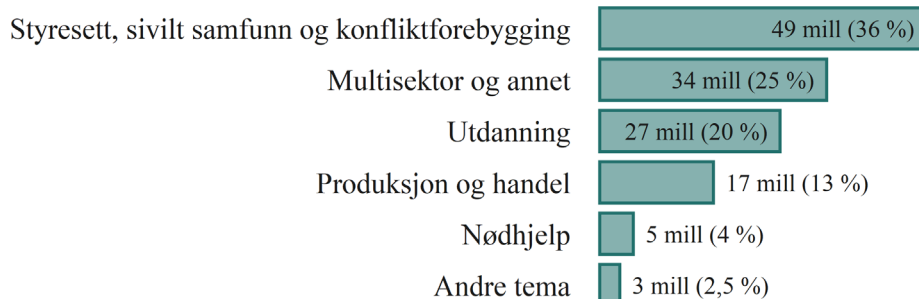 Styresett, sivilt samfunn og konfliktforebygging 49 mill (36 %)
Multisektor og annet 34 mill (25 %)
Utdanning 27 mill (20 %)
Produksjon og handel 17 mill (13 %)
Nødhjelp 5 mill (4 %)
Andre tema 3 mill (2,5 %)